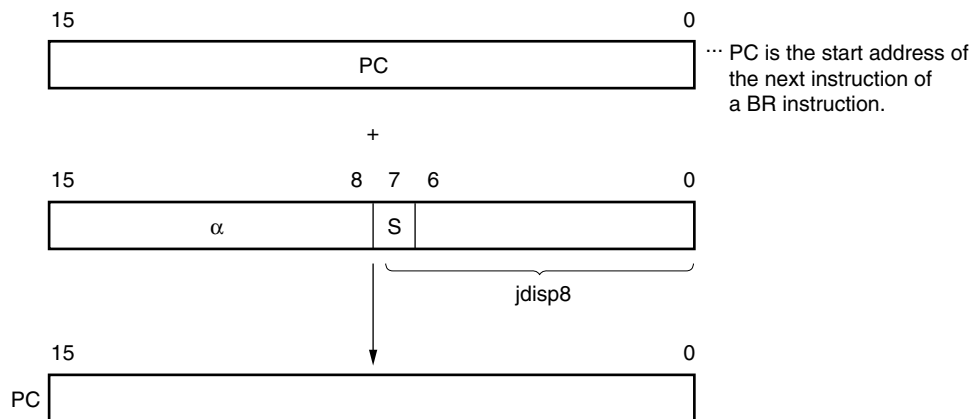 15 0
PC
··· PC is the start address of
the next instruction of
a BR instruction.
+
15 8 7 6 0
α S
jdisp8
15 0
PC